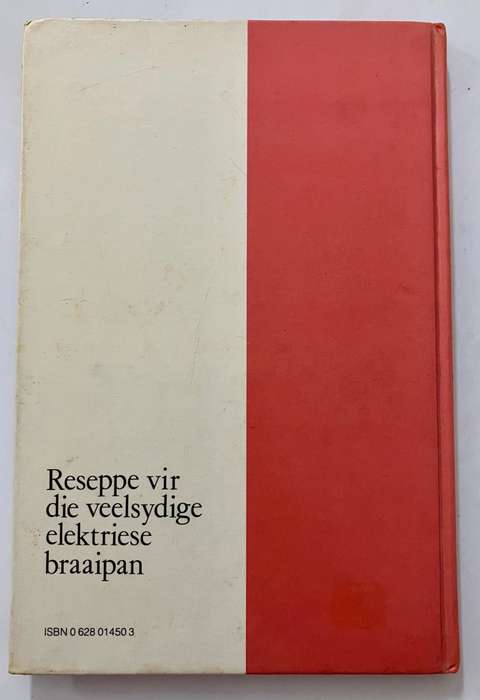 Reseppe vir
die veelsydige
elektriese
braaipan
ISBN 0 628 01450 3